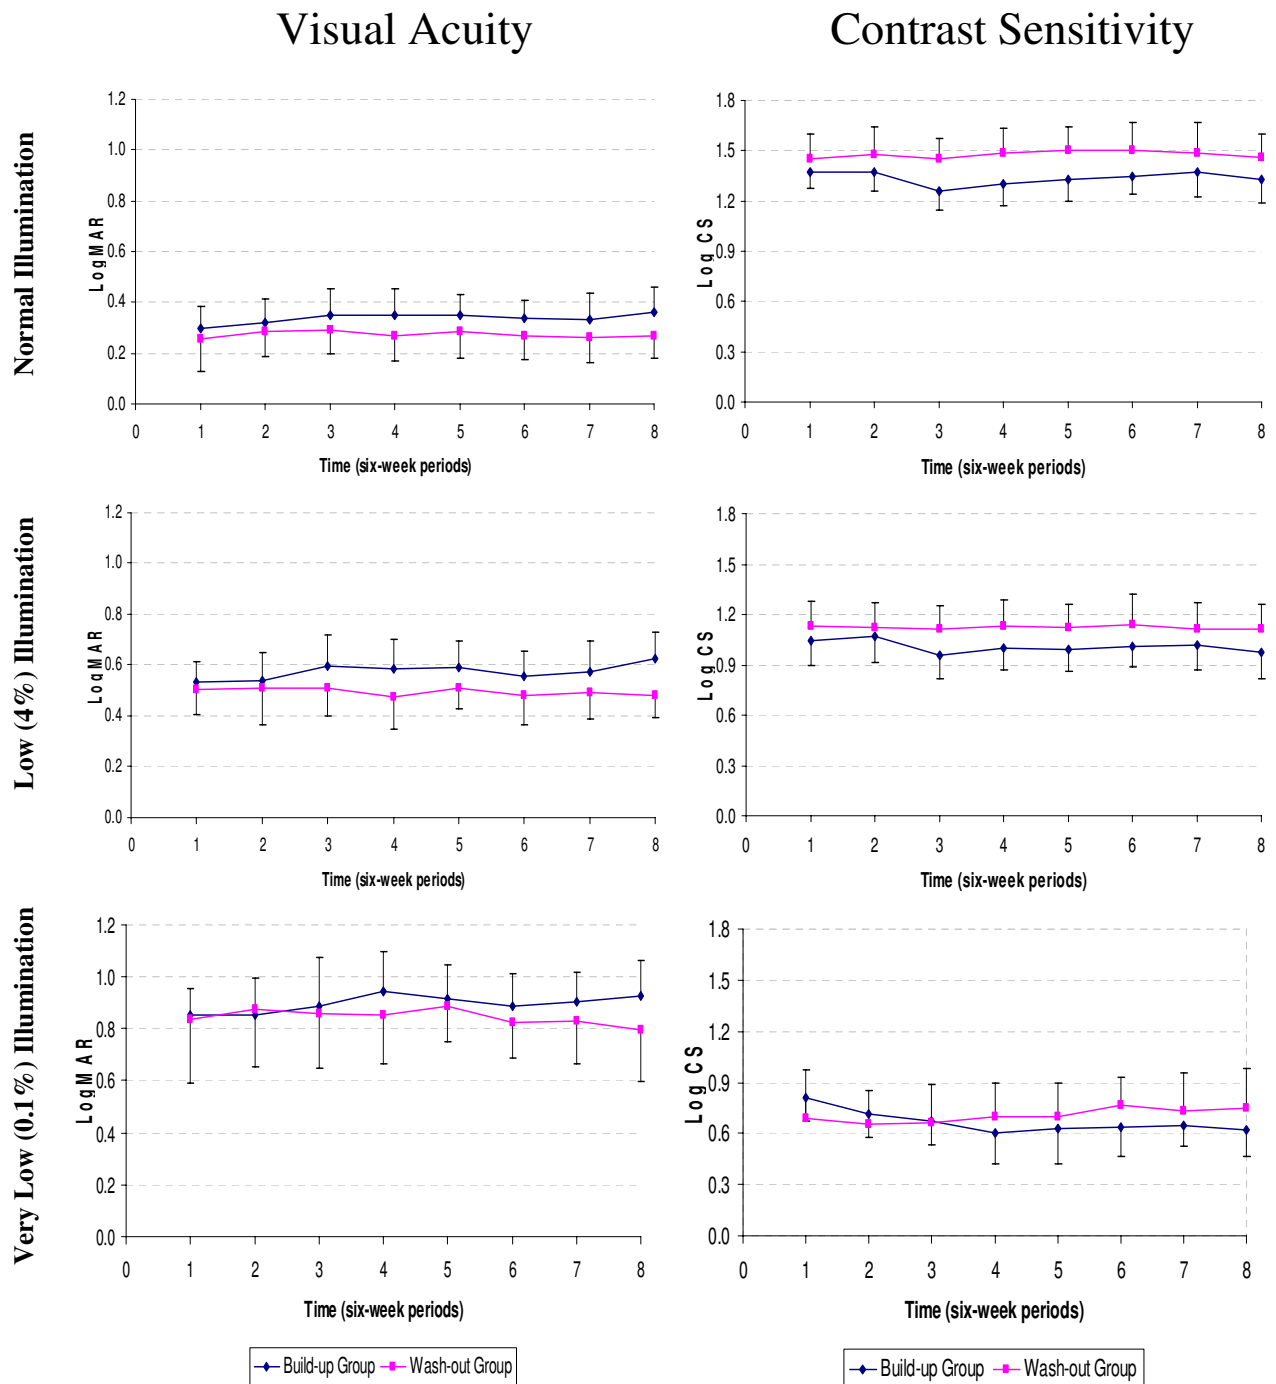 Visual Acuity
Contrast Sensitivity
Normal Illumination
1.2
1.0
0.8
0.6
0.4
0.2
0.0
LogMAR
0 1 2 3 4 5 6 7 8
Time (six-week periods)
1.8
1.5
1.2
0.9
0.6
0.3
0.0
Log CS
0 1 2 3 4 5 6 7 8
Time (six-week periods)
Low (4%) Illumination
1.2
1.0
0.8
0.6
0.4
0.2
0.0
LogMAR
0 1 2 3 4 5 6 7 8
Time (six-week periods)
1.8
1.5
1.2
0.9
0.6
0.3
0.0
Log CS
0 1 2 3 4 5 6 7 8
Time (six-week periods)
Very Low (0.1%) Illumination
1.2
1.0
0.8
0.6
0.4
0.2
0.0
LogMAR
0 1 2 3 4 5 6 7 8
Time (six-week periods)
Build-up Group Wash-out Group
1.8
1.5
1.2
0.9
0.6
0.3
0.0
Log CS
0 1 2 3 4 5 6 7 8
Time (six-week periods)
Build-up Group Wash-out Group